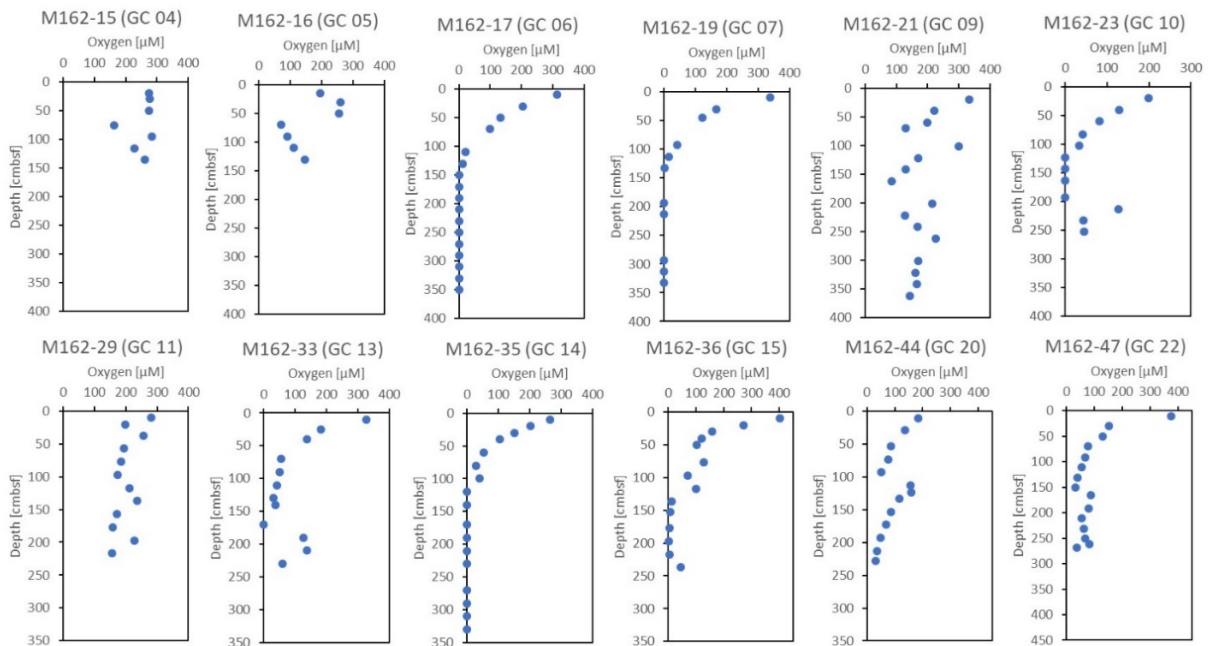 M162-15 (GC 04)
Oxygen [µM]
0 100 200 300 400
Depth [cmbsf]
0
50
100
150
200
250
300
350
400
M162-16 (GC 05)
Oxygen [µM]
0 100 200 300 400
Depth [cmbsf]
0
50
100
150
200
250
300
350
400
M162-17 (GC 06)
Oxygen [µM]
0 100 200 300 400
Depth [cmbsf]
0
50
100
150
200
250
300
350
400
M162-19 (GC 07)
Oxygen [µM]
0 100 200 300 400
Depth [cmbsf]
0
50
100
150
200
250
300
350
400
M162-21 (GC 09)
Oxygen [µM]
0 100 200 300 400
Depth [cmbsf]
0
50
100
150
200
250
300
350
400
M162-23 (GC 10)
Oxygen [µM]
0 100 200 300
Depth [cmbsf]
0
50
100
150
200
250
300
350
400
M162-29 (GC 11)
Oxygen [µM]
0 100 200 300 400
Depth [cmbsf]
0
50
100
150
200
250
300
350
M162-33 (GC 13)
Oxygen [µM]
0 100 200 300 400
Depth [cmbsf]
0
50
100
150
200
250
300
350
M162-35 (GC 14)
Oxygen [µM]
0 100 200 300 400
Depth [cmbsf]
0
50
100
150
200
250
300
350
M162-36 (GC 15)
Oxygen [µM]
0 100 200 300 400
Depth [cmbsf]
0
50
100
150
200
250
300
350
M162-44 (GC 20)
Oxygen [µM]
0 100 200 300 400
Depth [cmbsf]
0
50
100
150
200
250
300
350
M162-47 (GC 22)
Oxygen [µM]
0 100 200 300 400
Depth [cmbsf]
0
50
100
150
200
250
300
350
400
450